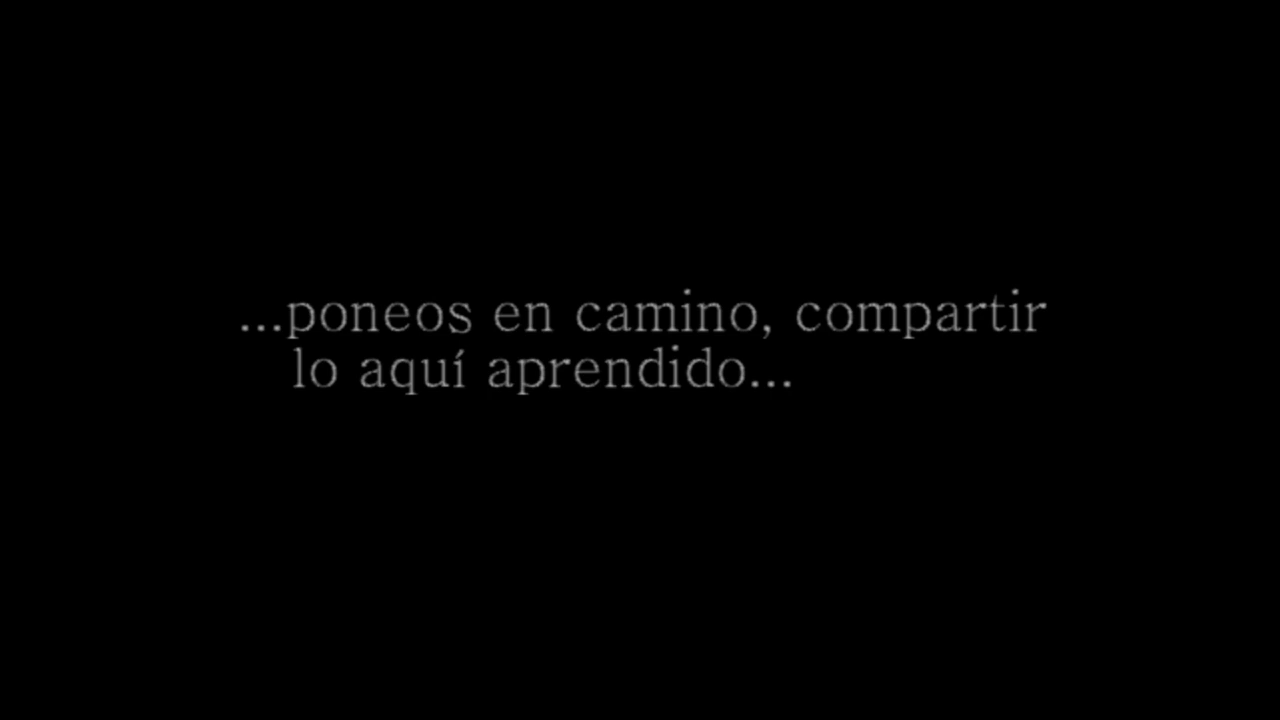 ...poneos en camino, compartir
lo aquí aprendido...